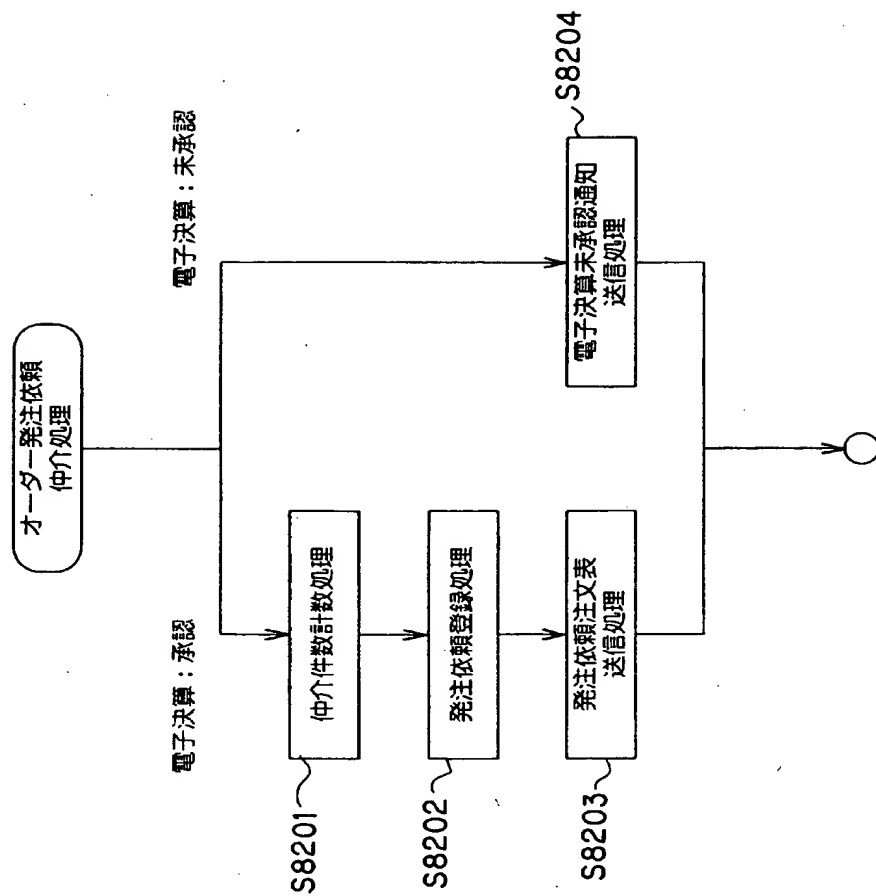 オーダー発注依頼
仲介処理
電子決算：承認
電子決算：未承認
S8201
仲介件数計数処理
S8202
発注依頼登録処理
S8203
発注依頼注文表
送信処理
S8204
電子決算未承認通知
送信処理